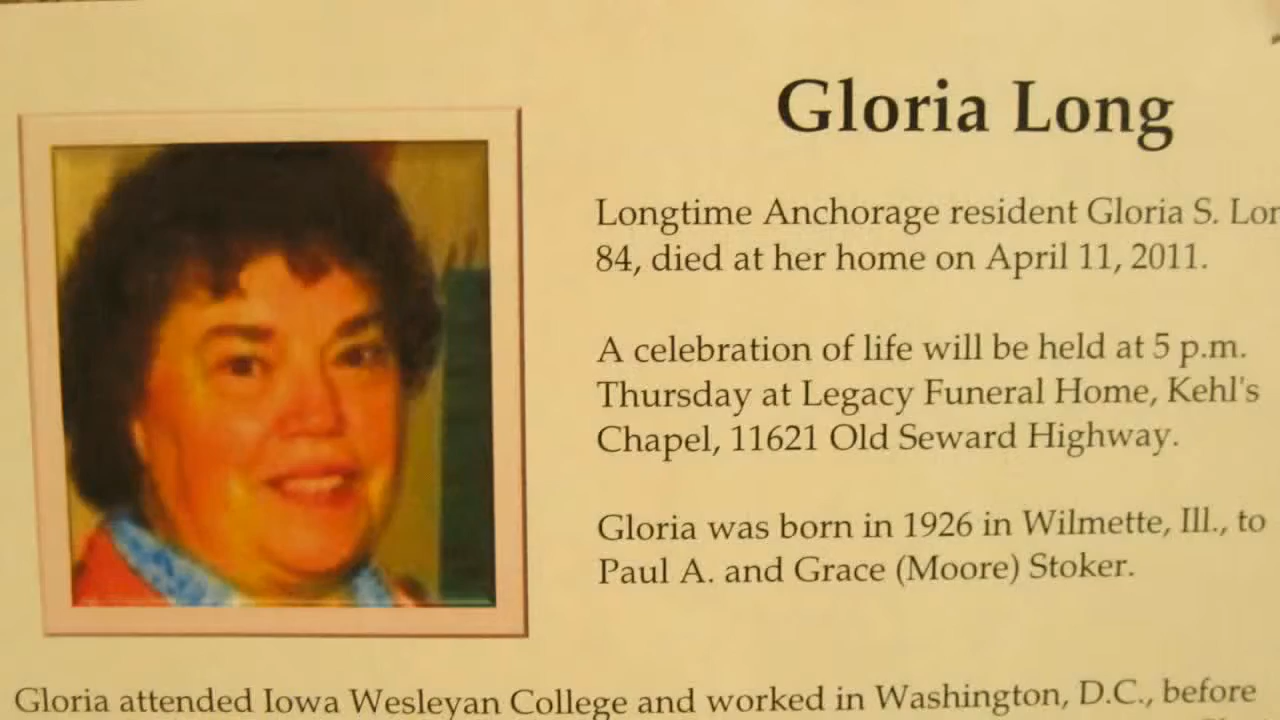 Gloria Long
Longtime Anchorage resident Gloria S.
84, died at her home on April 11, 2011.
A celebration of life will be held at 5 p.m.
Thursday at Legacy Funeral Home, Kehl's
Chapel, 11621 Old Seward Highway.
Gloria was born in 1926 in Wilmette, Ill., to
Paul A. and Grace (Moore) Stoker.
Gloria attended Iowa Wesleyan College and worked in Washington, D.C., before